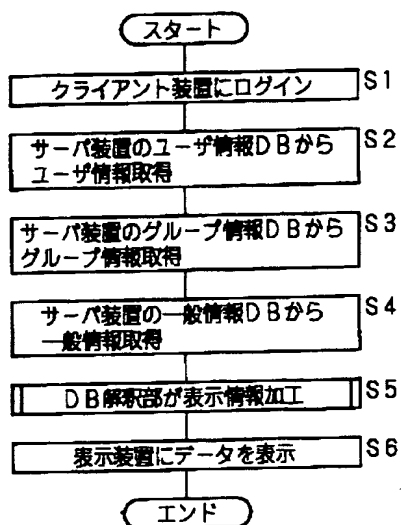 スタート
クライアント装置にログイン S1
サーバ装置のユーザ情報DBから S2
ユーザ情報取得
サーバ装置のグループ情報DBから S3
グループ情報取得
サーバ装置の一般情報DBから S4
一般情報取得
DB解釈部が表示情報加工 S5
表示装置にデータを表示 S6
エンド